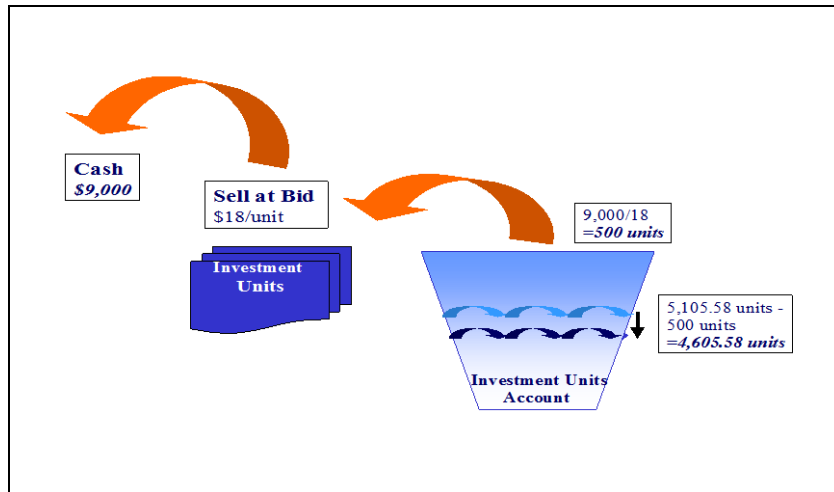 Cash
$9,000
Sell at Bid
$18/unit
9,000/18
=500 units
Investment
Units
5,105.58 units -
500 units
=4,605.58 units
Investment Units
Account